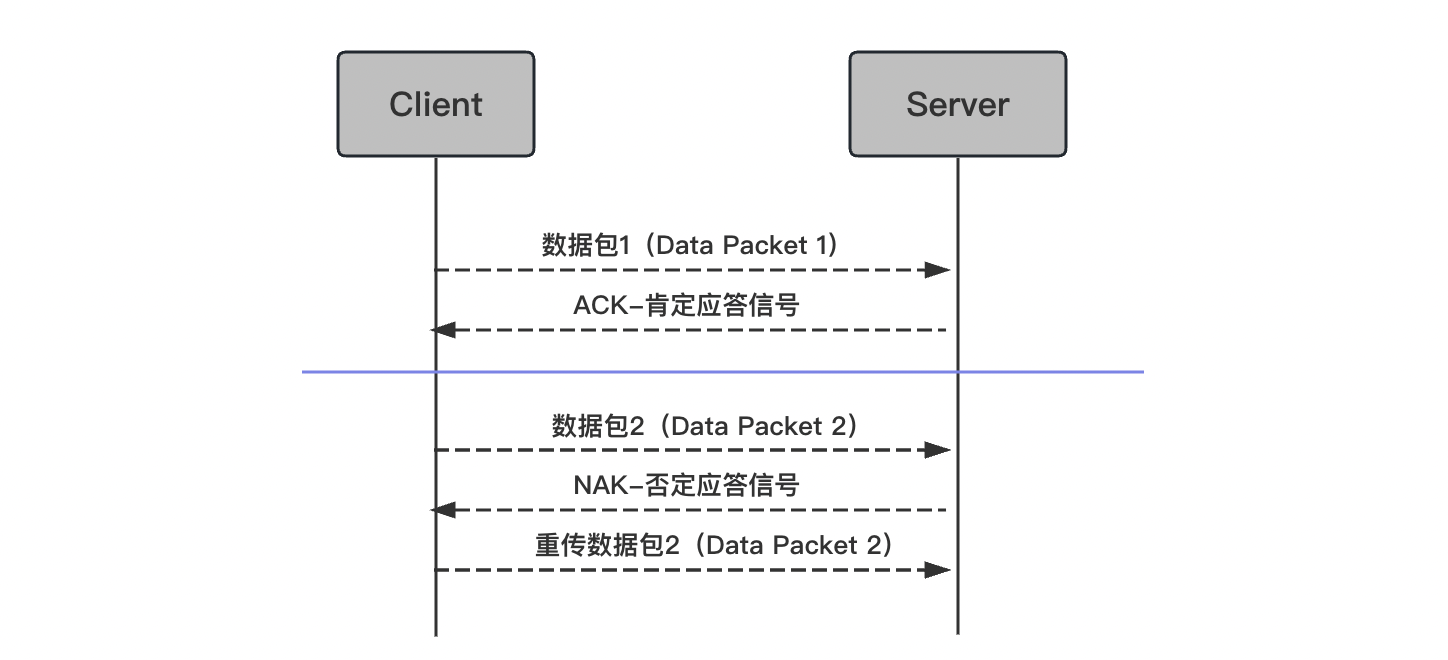 Client
Server
数据包1（Data Packet 1）
ACK–肯定应答信号
数据包2（Data Packet 2）
NAK–否定应答信号
重传数据包2（Data Packet 2）